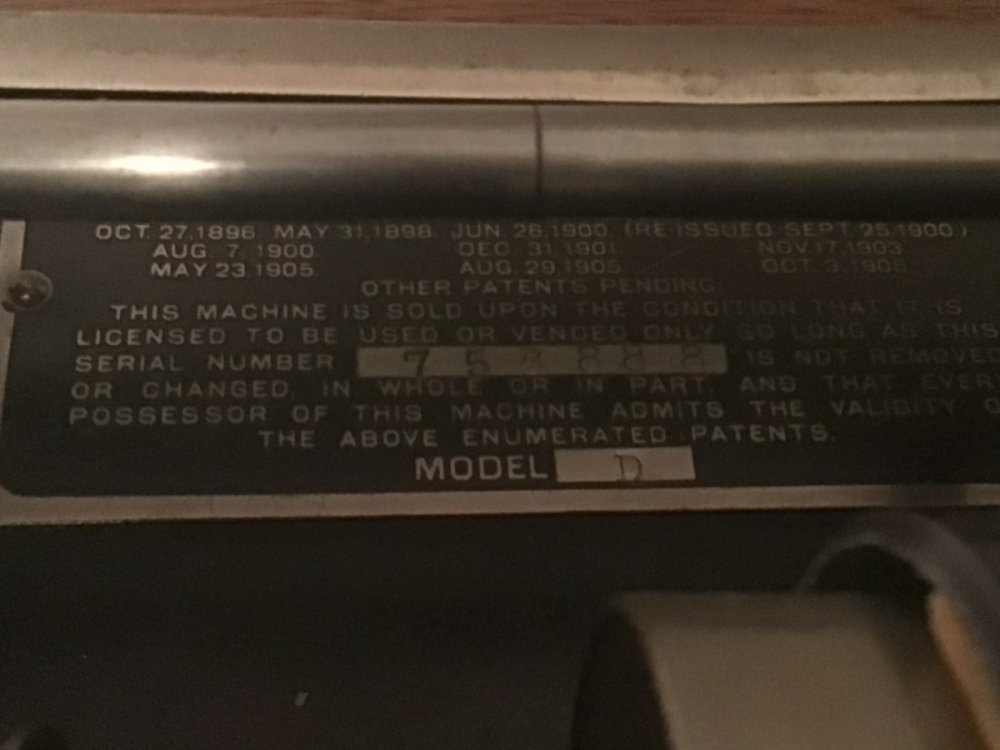 OCT. 27,1896 MAY 31,1898. JUN 26.1900. (RE ISSUED SEPT 25.1900)
AUG. 7, 1900 DEC 31 1901. NOV 17 1903
MAY 23 1905 AUG. 29.1905. OCT. 3.1905
OTHER PATENTS PENDING.
THIS MACHINE IS SOLD UPON THE CONDITION THAT IT IS
LICENSED TO BE USED OR VENDED ONLY SO LONG AS THIS
SERIAL NUMBER IS NOT REMOVED
OR CHANGED, IN WHOLE OR IN PART, AND THAT EVER
POSSESSOR OF THIS MACHINE ADMITS THE VALIDITY O
THE ABOVE ENUMERATED PATENTS.
MODEL D